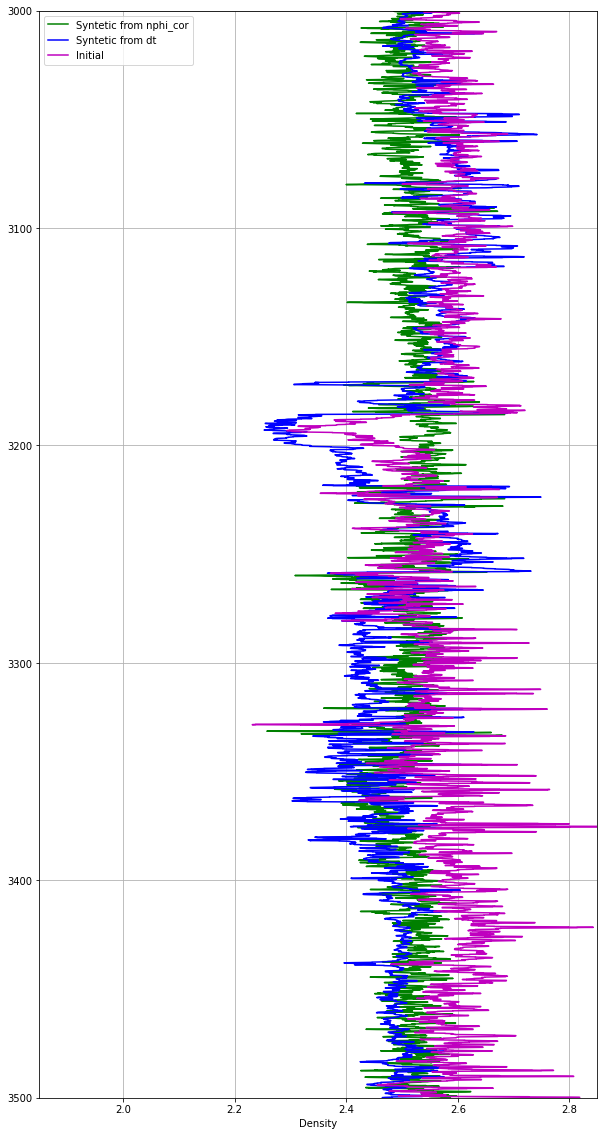 Syntetic from nphi_cor
Syntetic from dt
Initial
3000
3100
3200
3300
3400
3500
2.0 2.2 2.4 2.6 2.8
Density